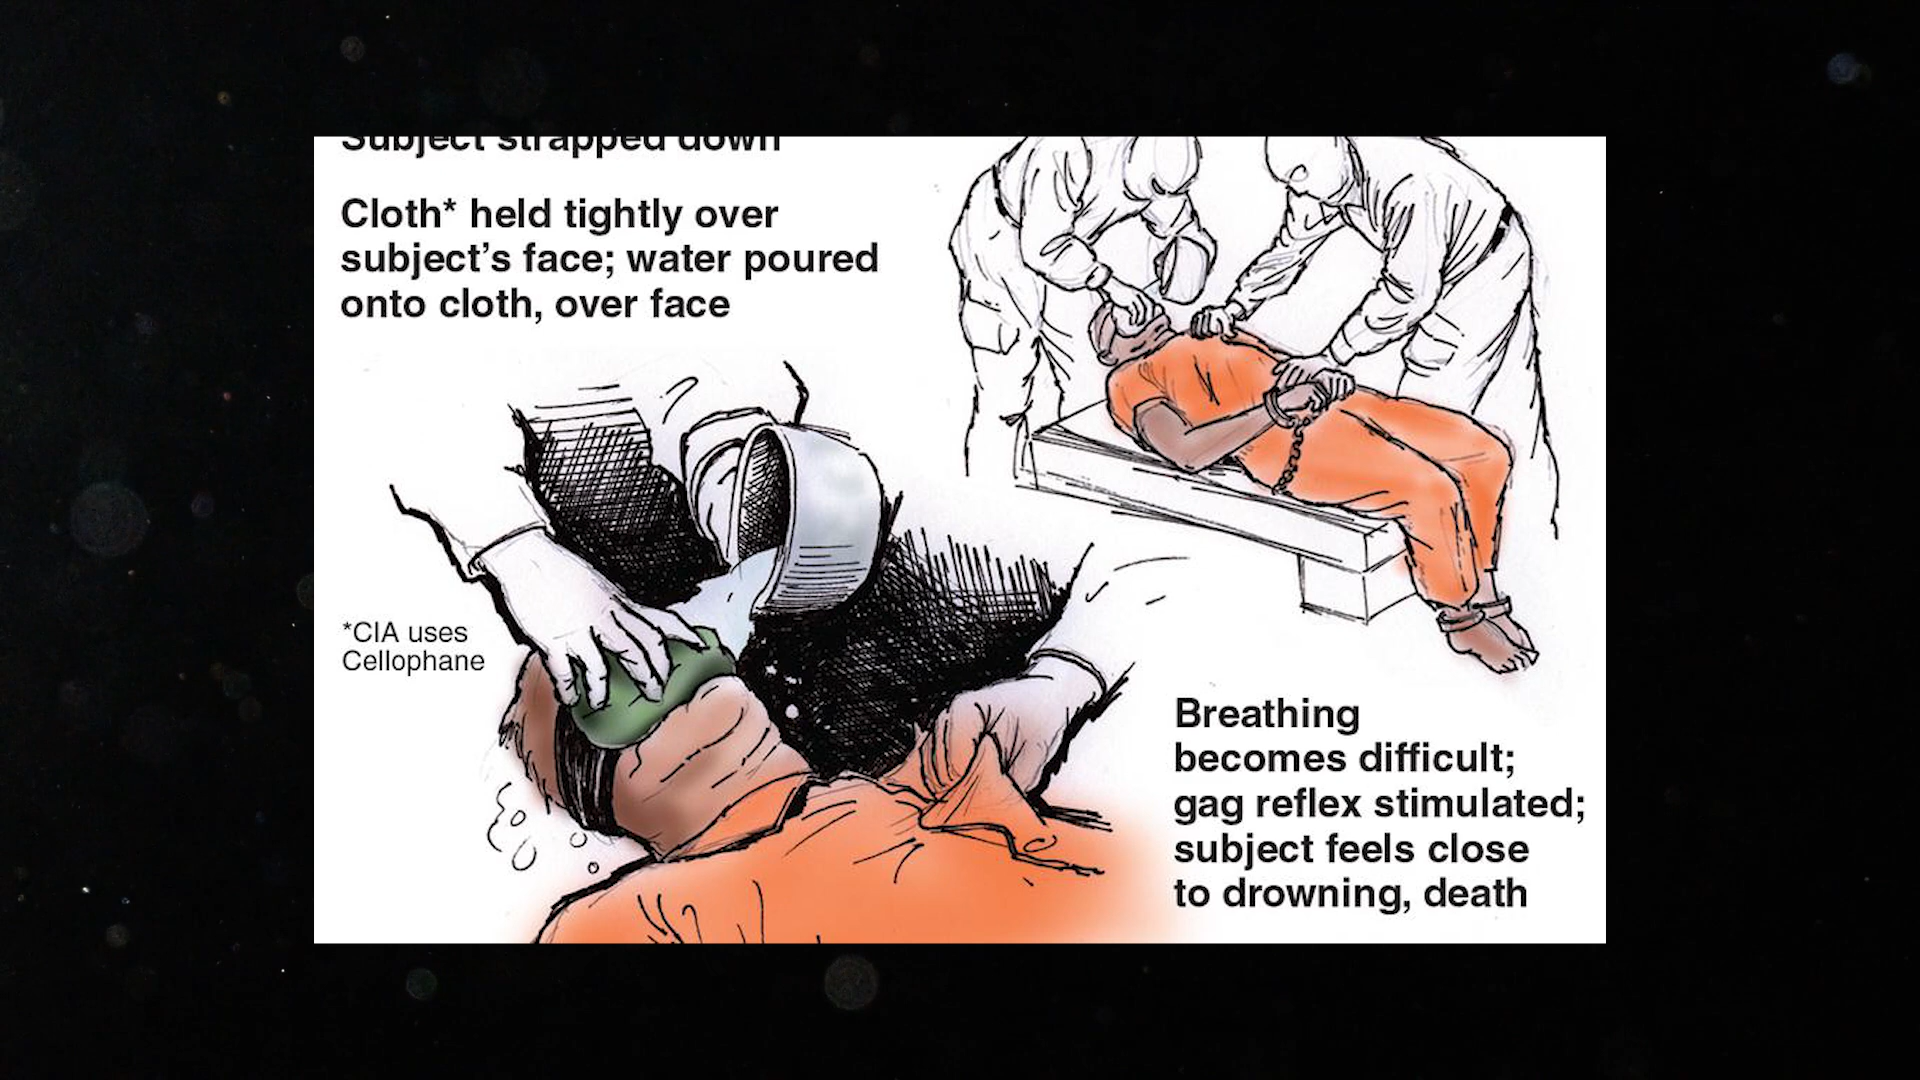 Subject strapped down
Cloth* held tightly over
subject's face; water poured
onto cloth, over face
*CIA uses
Cellophane
Breathing
becomes difficult;
gag reflex stimulated;
subject feels close
to drowning, death